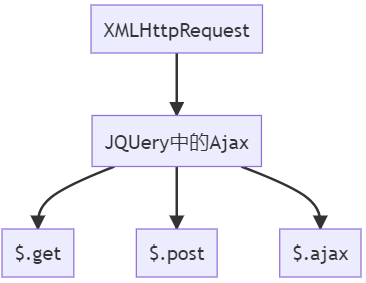 XMLHttpRequest
JQUery中的Ajax
$.get
$.post
$.ajax